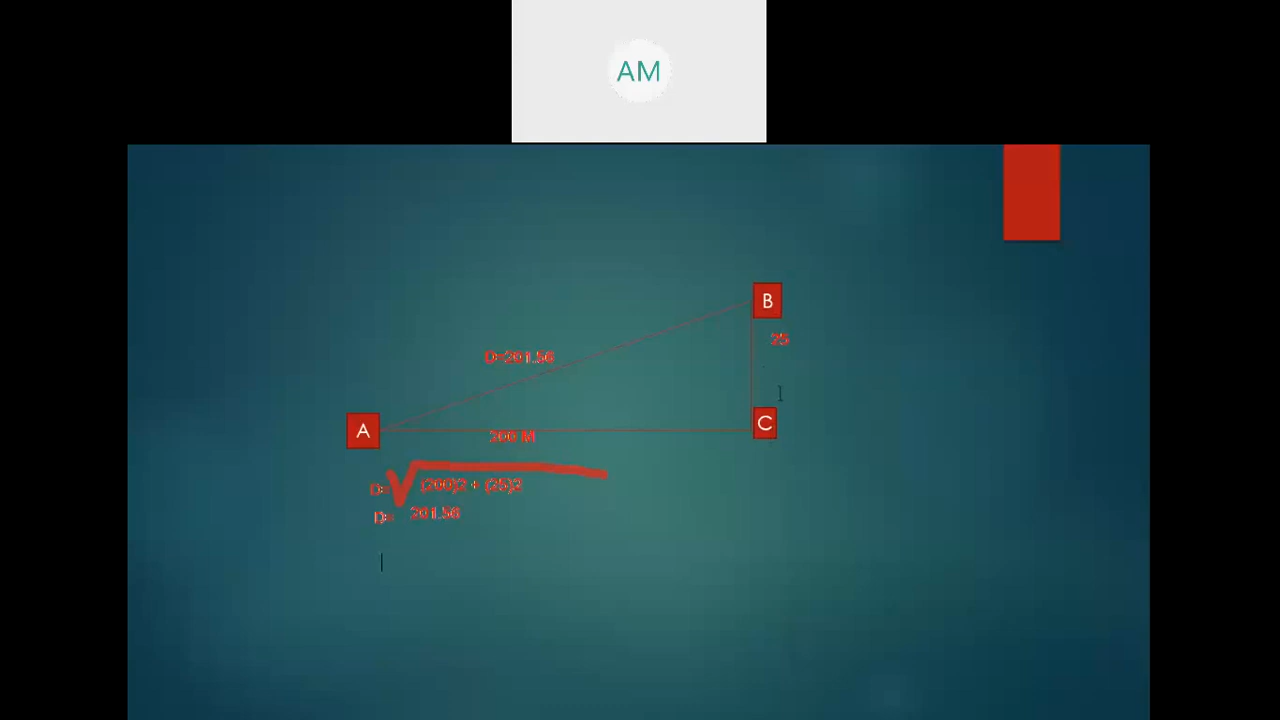 AM
B
25
D=201.56
A
C
200 M
D= (200)2 + (25)2
D= 201.56